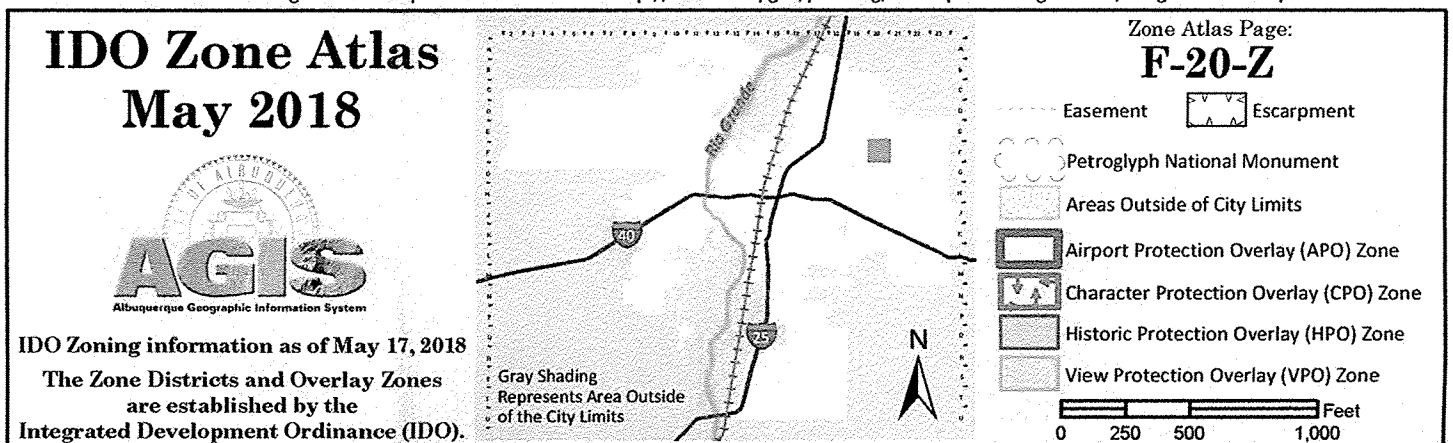 IDO Zone Atlas
May 2018
AGIS
Albuquerque Geographic Information System
IDO Zoning information as of May 17, 2018
The Zone Districts and Overlay Zones
are established by the
Integrated Development Ordinance (IDO).
Rio Grande
40
25
N
Gray Shading
Represents Area Outside
of the City Limits
Zone Atlas Page:
F-20-Z
Easement
Escarpment
Petroglyph National Monument
Areas Outside of City Limits
Airport Protection Overlay (APO) Zone
Character Protection Overlay (CPO) Zone
Historic Protection Overlay (HPO) Zone
View Protection Overlay (VPO) Zone
Feet
0 250 500 1,000